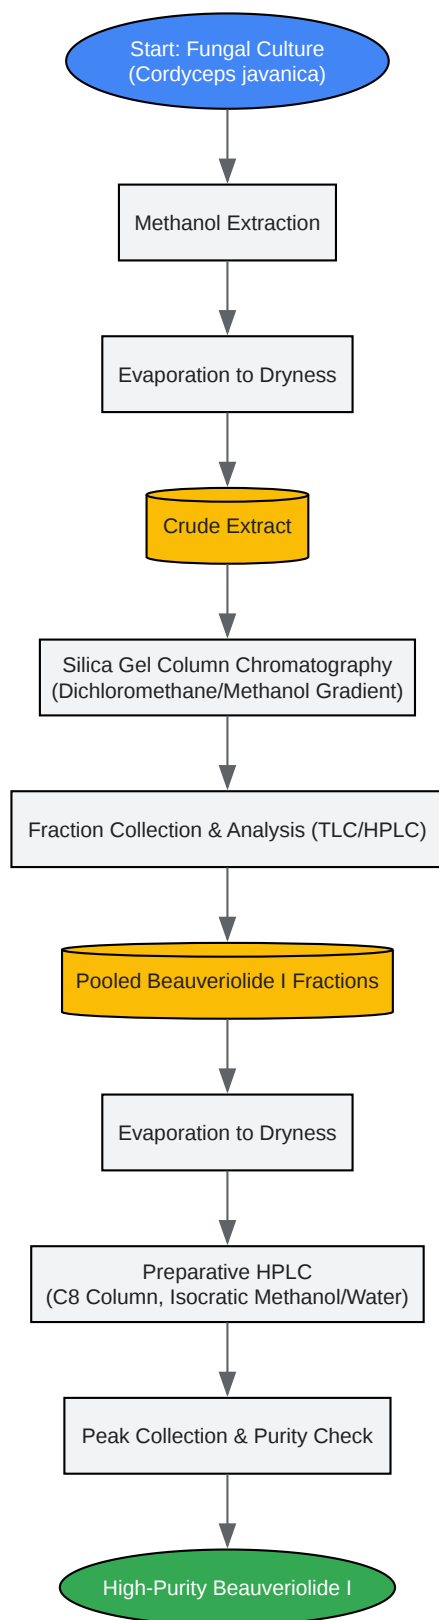 Start: Fungal Culture
(Cordyceps javanica)
Methanol Extraction
Evaporation to Dryness
Crude Extract
Silica Gel Column Chromatography
(Dichloromethane/Methanol Gradient)
Fraction Collection & Analysis (TLC/HPLC)
Pooled Beauveriolide I Fractions
Evaporation to Dryness
Preparative HPLC
(C8 Column, Isocratic Methanol/Water)
Peak Collection & Purity Check
High-Purity Beauveriolide I